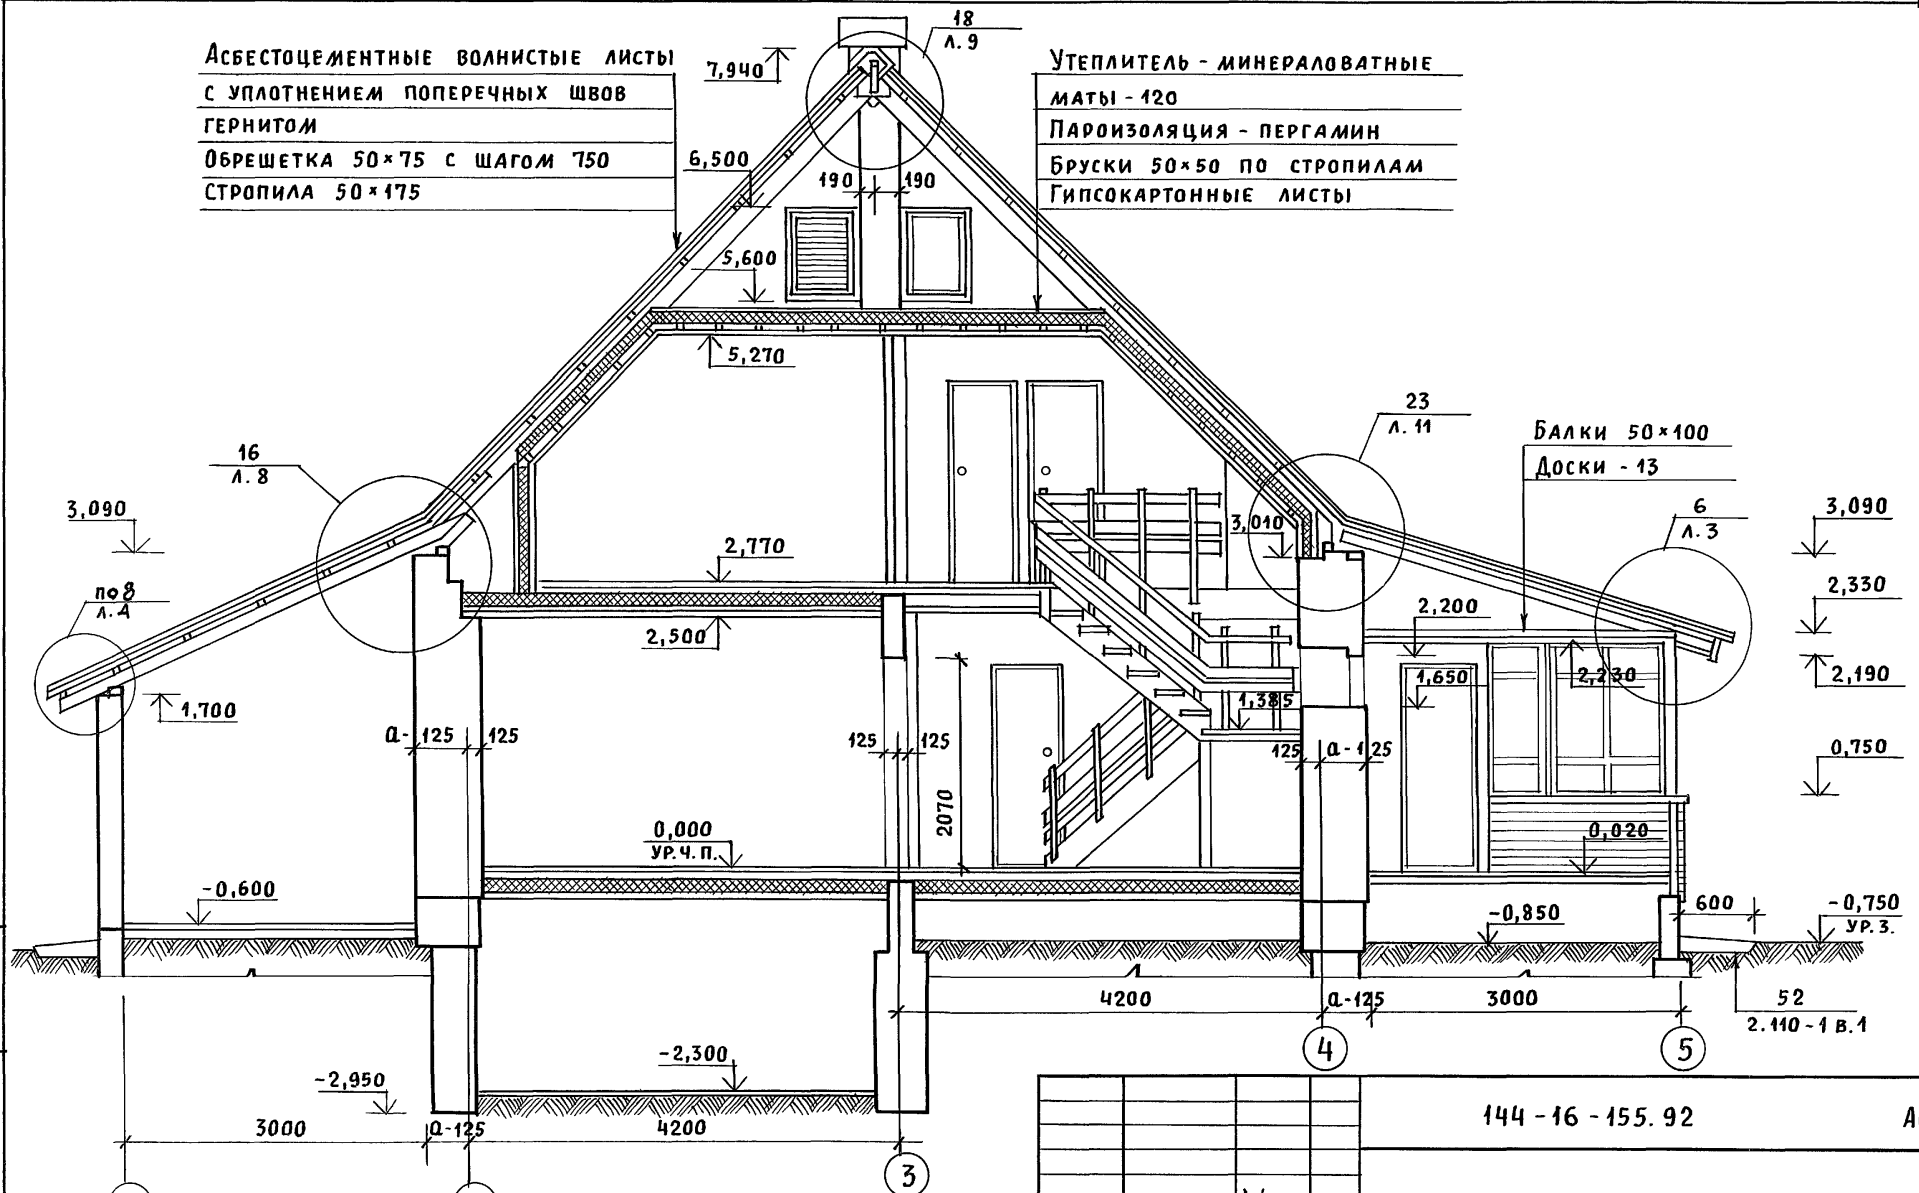 18
Л. 9
Асбестоцементные волнистые листы
с уплотнением поперечных швов
гернитом
Обрешетка 50×75 с шагом 750
Стропила 50×175
7,940
Утеплитель - минераловатные
маты - 120
Пароизоляция - пергамин
Бруски 50×50 по стропилам
Гипсокартонные листы
6,500
190 190
5,600
5,270
23
Л. 11
Балки 50×100
Доски - 13
16
Л. 8
3,090
2,770
3,010
6
Л. 3
3,090
по 8
Л. 4
2,500
2,200
2,330
1,700
1,650
2,230
2,190
1,385
а-125 125
125 125
125 а-125
0,750
2070
0,000
ур. ч. п.
0,020
-0,600
-0,850
600
-0,750
ур. з.
4200
а-125
3000
52
2.110-1 в.1
4
5
-2,300
-2,950
3000
а-125
4200
3
144-16-155.92
А